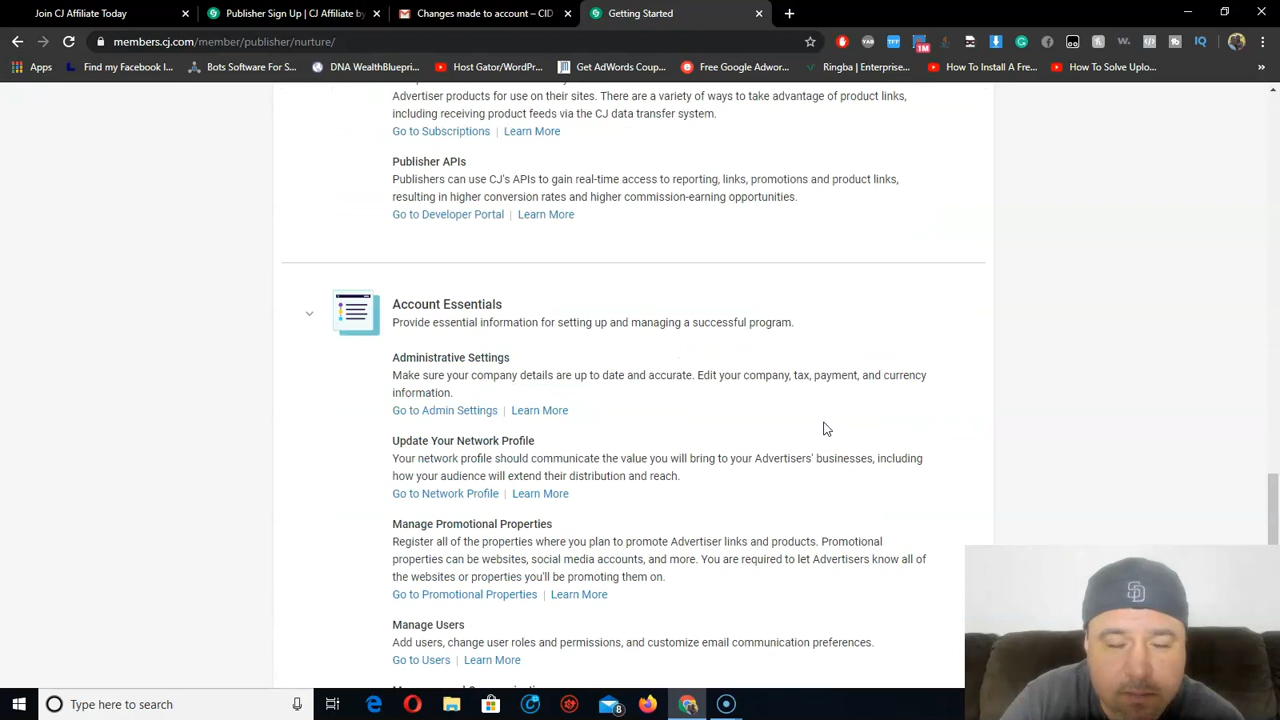 Join CJ Affiliate Today
Publisher Sign Up | CJ Affiliate by
Changes made to account – CID
Getting Started
members.cj.com/member/publisher/nurture/
Apps
Find my Facebook I...
Bots Software For S...
DNA WealthBluepri...
Host Gator/WordPr...
Get AdWords Coup...
Free Google Adwor...
Ringba | Enterprise...
How To Install A Fre...
How To Solve Uplo...
Advertiser products for use on their sites. There are a variety of ways to take advantage of product links,
including receiving product feeds via the CJ data transfer system.
Go to Subscriptions | Learn More
Publisher APIs
Publishers can use CJ's APIs to gain real-time access to reporting, links, promotions and product links,
resulting in higher conversion rates and higher commission-earning opportunities.
Go to Developer Portal | Learn More
Account Essentials
Provide essential information for setting up and managing a successful program.
Administrative Settings
Make sure your company details are up to date and accurate. Edit your company, tax, payment, and currency
information.
Go to Admin Settings | Learn More
Update Your Network Profile
Your network profile should communicate the value you will bring to your Advertisers' businesses, including
how your audience will extend their distribution and reach.
Go to Network Profile | Learn More
Manage Promotional Properties
Register all of the properties where you plan to promote Advertiser links and products. Promotional
properties can be websites, social media accounts, and more. You are required to let Advertisers know all of
the websites or properties you'll be promoting them on.
Go to Promotional Properties | Learn More
Manage Users
Add users, change user roles and permissions, and customize email communication preferences.
Go to Users | Learn More
Type here to search